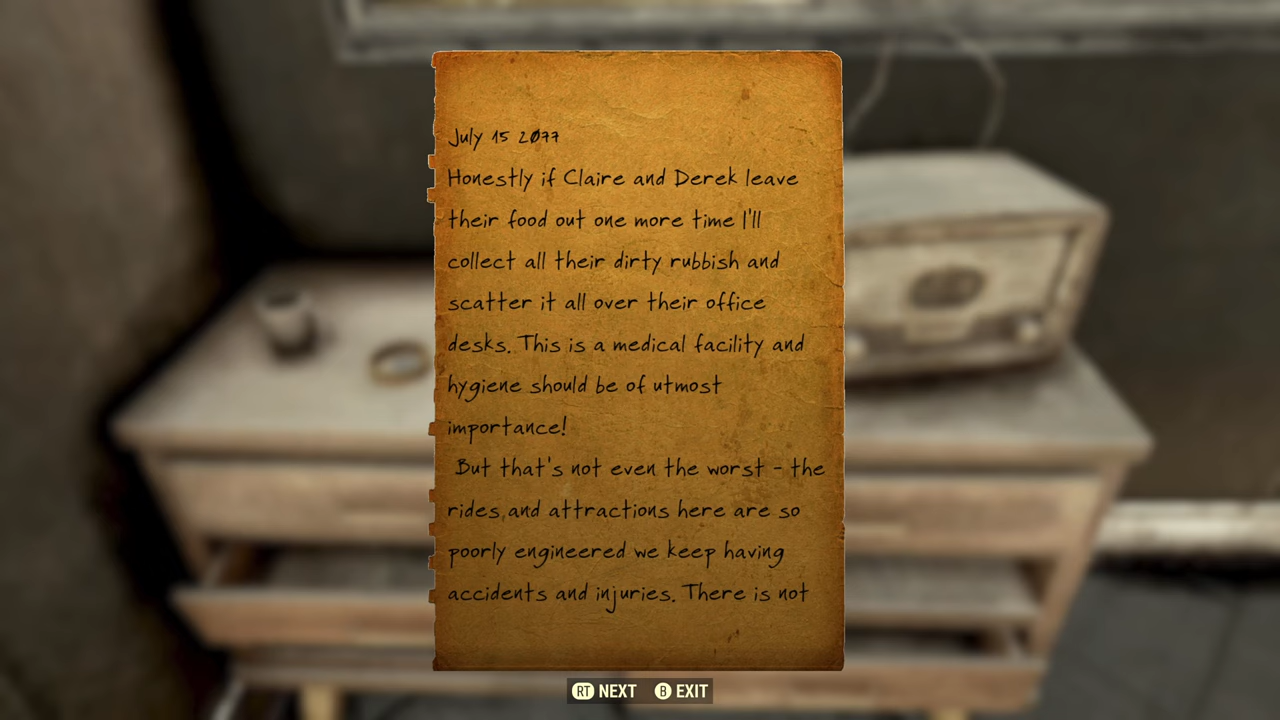 July 15 2077
Honestly if Claire and Derek leave
their food out one more time I'll
collect all their dirty rubbish and
scatter it all over their office
desks. This is a medical facility and
hygiene should be of utmost
importance!
But that's not even the worst - the
rides,and attractions here are so
poorly engineered we keep having
accidents and injuries. There is not
RT NEXT B EXIT